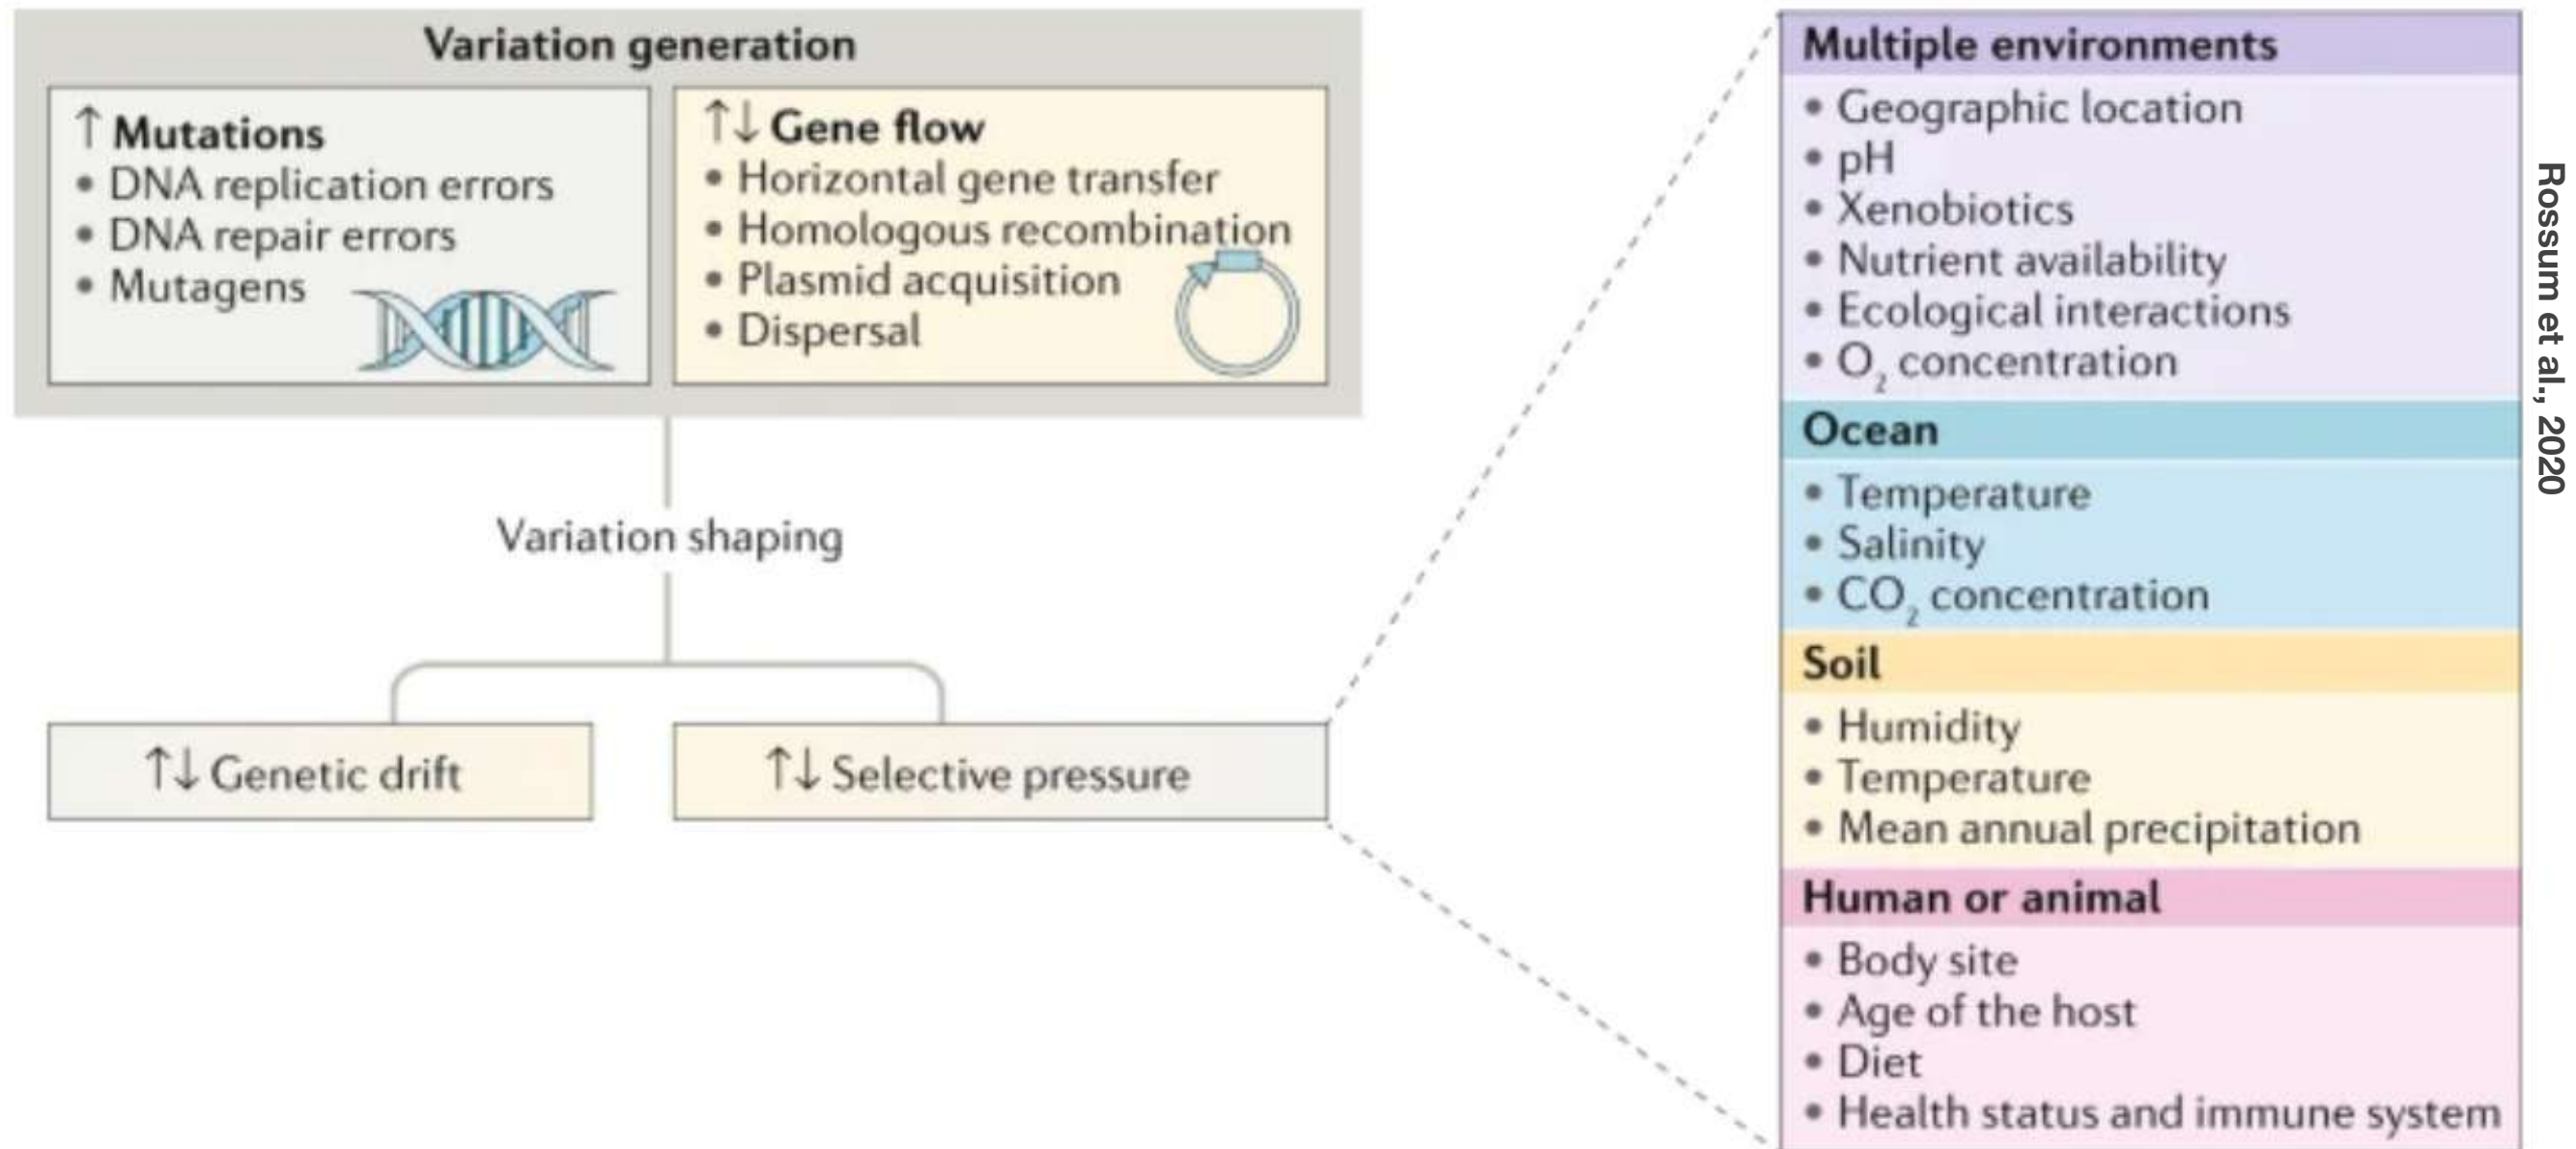 Variation generation
↑ Mutations
• DNA replication errors
• DNA repair errors
• Mutagens
↑↓ Gene flow
• Horizontal gene transfer
• Homologous recombination
• Plasmid acquisition
• Dispersal
Variation shaping
↑↓ Genetic drift
↑↓ Selective pressure
Multiple environments
• Geographic location
• pH
• Xenobiotics
• Nutrient availability
• Ecological interactions
• O₂ concentration
Ocean
• Temperature
• Salinity
• CO₂ concentration
Soil
• Humidity
• Temperature
• Mean annual precipitation
Human or animal
• Body site
• Age of the host
• Diet
• Health status and immune system
Rossum et al., 2020